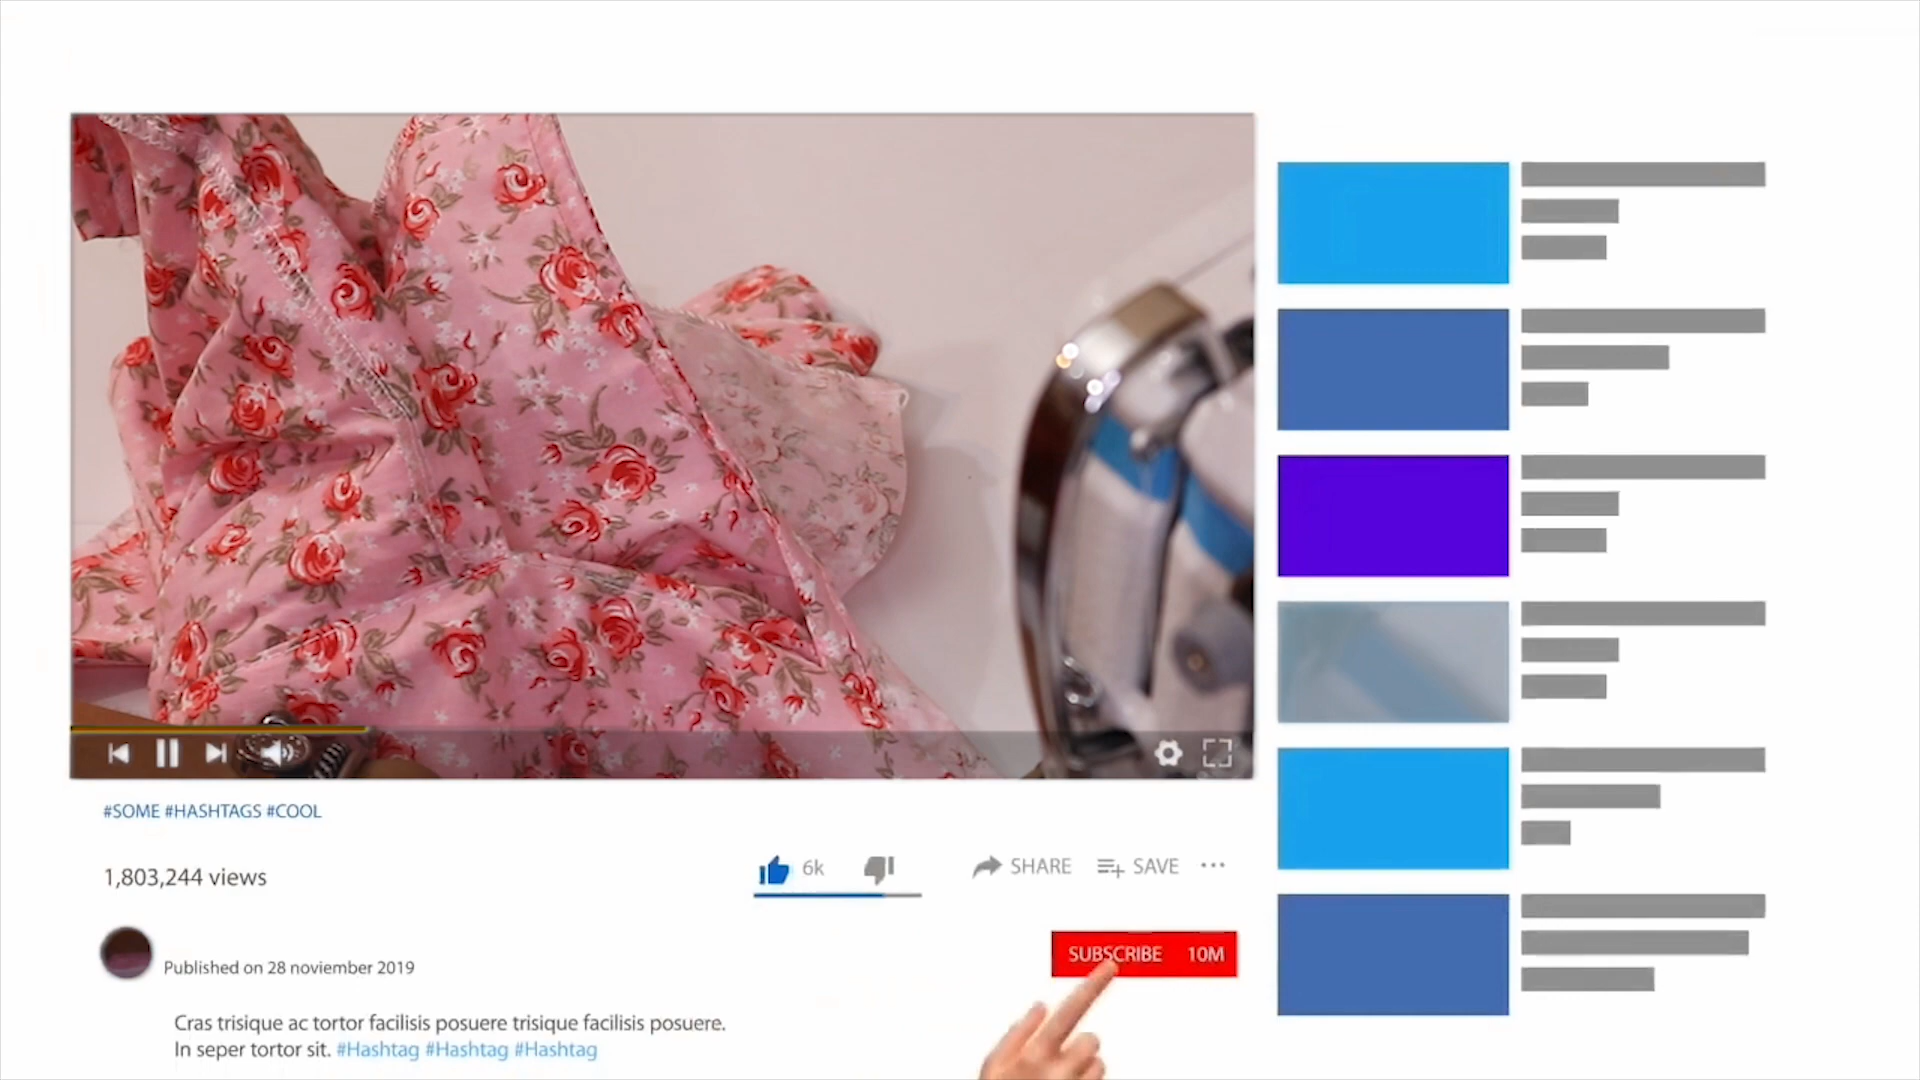 #SOME #HASHTAGS #COOL
1,803,244 views
6k
SHARE
SAVE
SUBSCRIBE 10M
Published on 28 noviember 2019
Cras trisique ac tortor facilisis posuere trisique facilisis posuere.
In seper tortor sit. #Hashtag #Hashtag #Hashtag